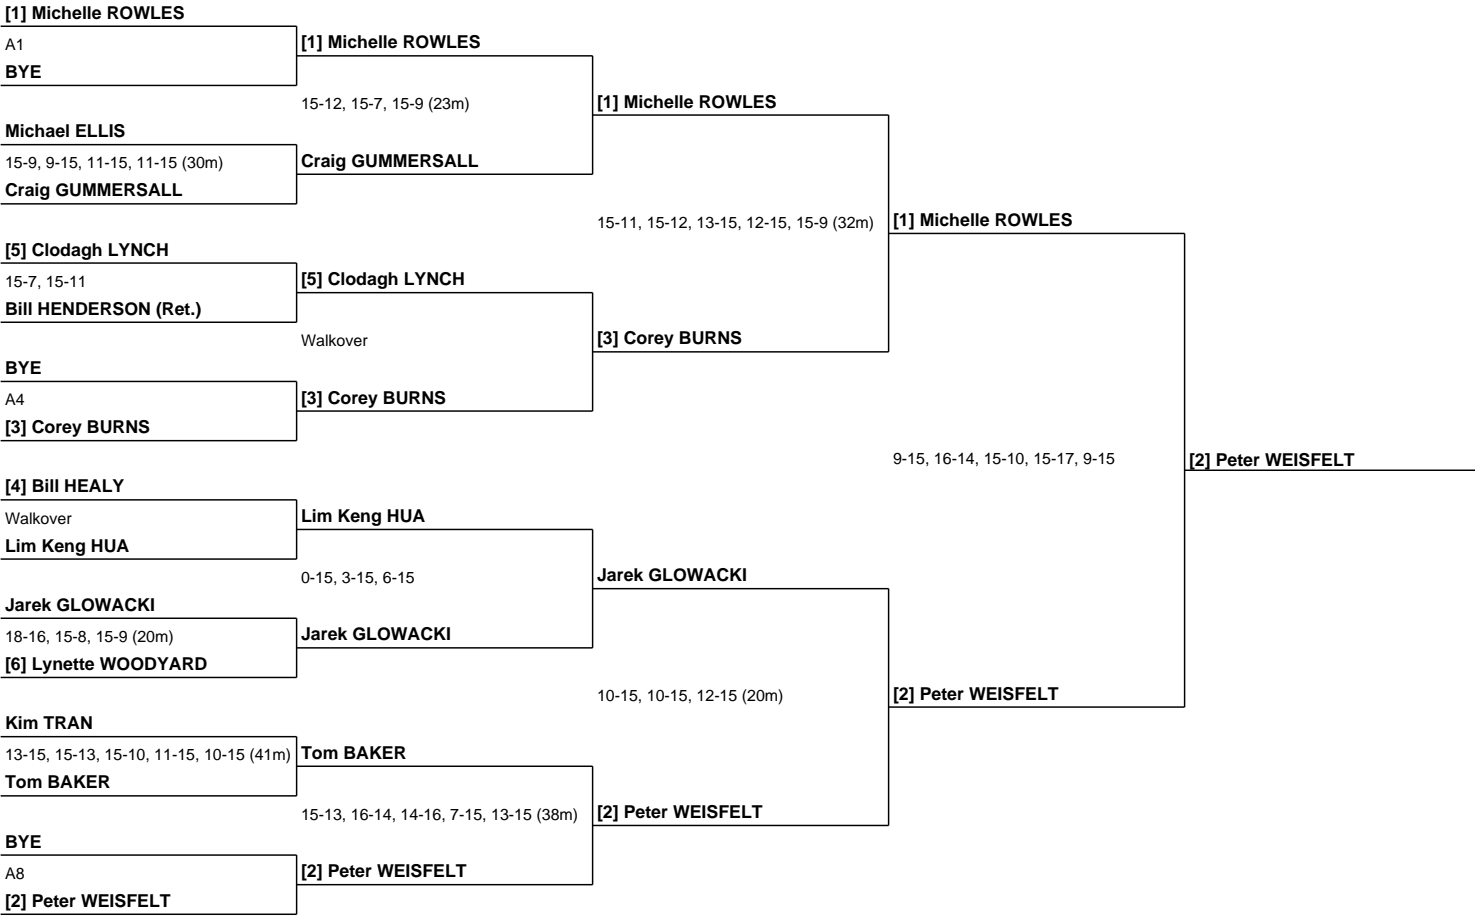 [1] Michelle ROWLES
A1
BYE
Michael ELLIS
15-9, 9-15, 11-15, 11-15 (30m)
Craig GUMMERSALL
[5] Clodagh LYNCH
15-7, 15-11
Bill HENDERSON (Ret.)
BYE
A4
[3] Corey BURNS
[4] Bill HEALY
Walkover
Lim Keng HUA
Jarek GLOWACKI
18-16, 15-8, 15-9 (20m)
[6] Lynette WOODYARD
Kim TRAN
13-15, 15-13, 15-10, 11-15, 10-15 (41m)
Tom BAKER
BYE
A8
[2] Peter WEISFELT
[1] Michelle ROWLES
15-12, 15-7, 15-9 (23m)
Craig GUMMERSALL
[5] Clodagh LYNCH
Walkover
[3] Corey BURNS
Lim Keng HUA
0-15, 3-15, 6-15
Jarek GLOWACKI
Tom BAKER
15-13, 16-14, 14-16, 7-15, 13-15 (38m)
[2] Peter WEISFELT
[1] Michelle ROWLES
15-11, 15-12, 13-15, 12-15, 15-9 (32m)
[3] Corey BURNS
Jarek GLOWACKI
10-15, 10-15, 12-15 (20m)
[2] Peter WEISFELT
[1] Michelle ROWLES
9-15, 16-14, 15-10, 15-17, 9-15
[2] Peter WEISFELT
[2] Peter WEISFELT